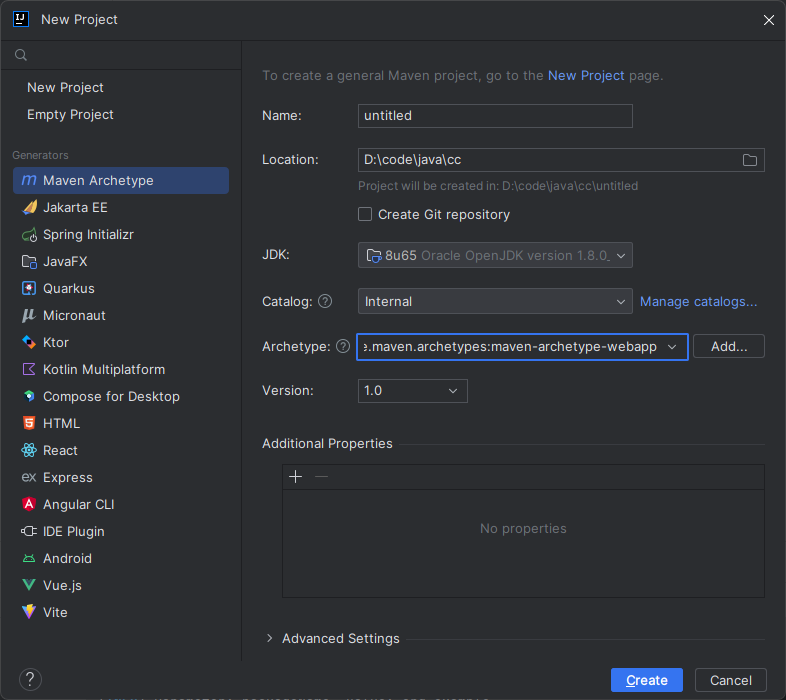 New Project
To create a general Maven project, go to the New Project page.
New Project
Empty Project
Generators
Maven Archetype
Jakarta EE
Spring Initializr
JavaFX
Quarkus
Micronaut
Ktor
Kotlin Multiplatform
Compose for Desktop
HTML
React
Express
Angular CLI
IDE Plugin
Android
Vue.js
Vite
Name: untitled
Location: D:\code\java\cc
Project will be created in: D:\code\java\cc\untitled
Create Git repository
JDK: 8u65 Oracle OpenJDK version 1.8.0_
Catalog: Internal Manage catalogs...
Archetype: e.maven.archetypes:maven-archetype-webapp Add...
Version: 1.0
Additional Properties
No properties
Advanced Settings
Create Cancel